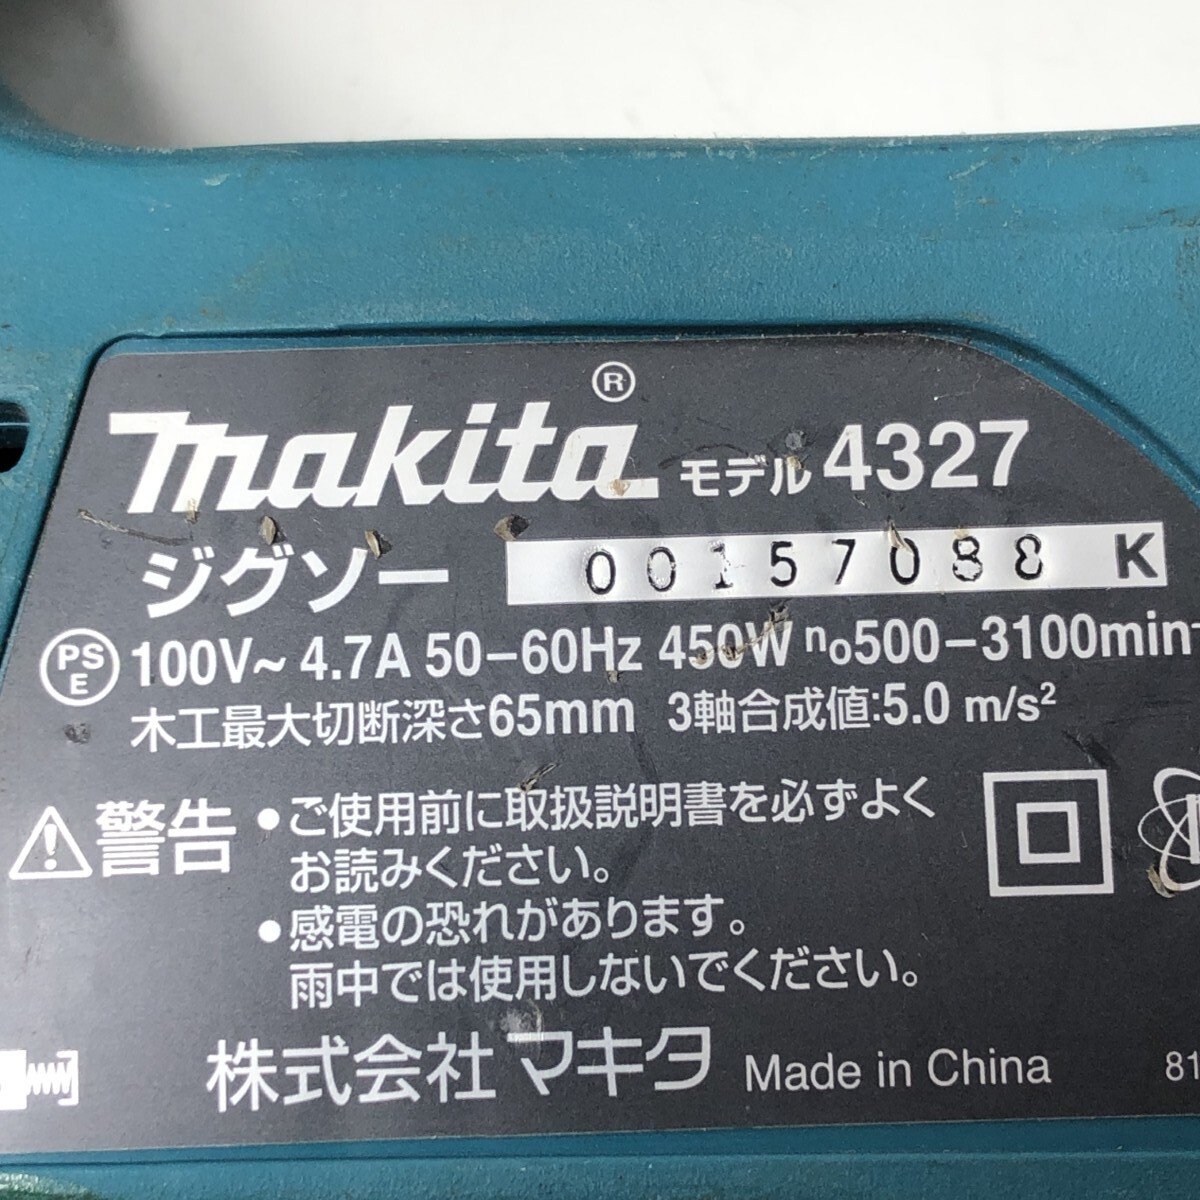 makita® モデル 4327
ジグソー 00157088 K
PSE 100V~ 4.7A 50-60Hz 450W n₀500-3100min⁻
木工最大切断深さ65mm 3軸合成値:5.0 m/s²
警告 •ご使用前に取扱説明書を必ずよく
お読みください。
•感電の恐れがあります。
雨中では使用しないでください。
株式会社マキタ Made in China 81